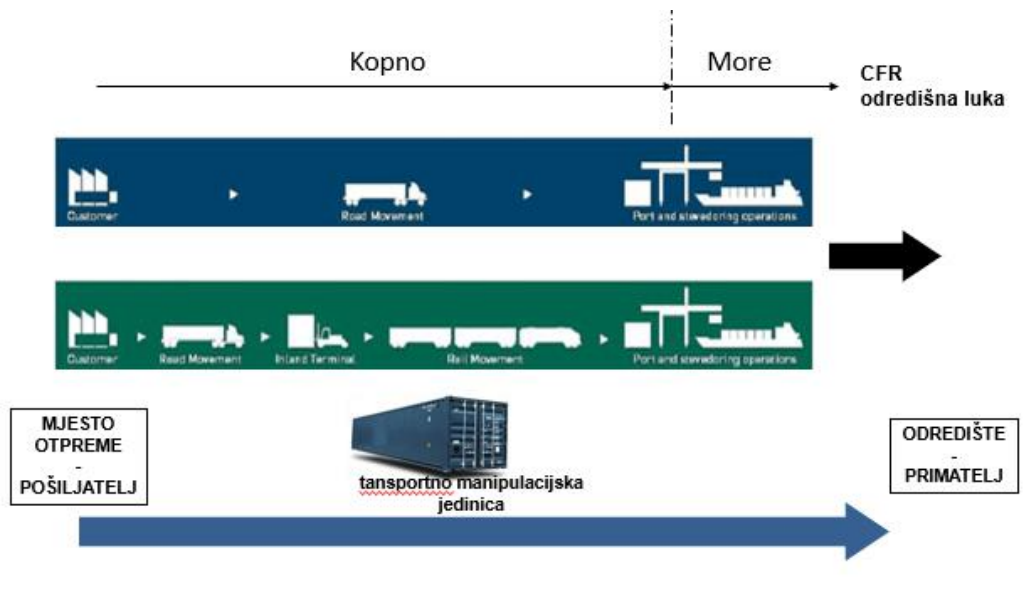 Kopno
More
CFR
odredišna luka
Customer
Road Movement
Port and stevedoring operations
Customer
Road Movement
Inland Terminal
Rail Movement
Port and stevedoring operations
MJESTO
OTPREME
-
POŠILJATELJ
tansportno manipulacijska
jedinica
ODREDIŠTE
-
PRIMATELJ